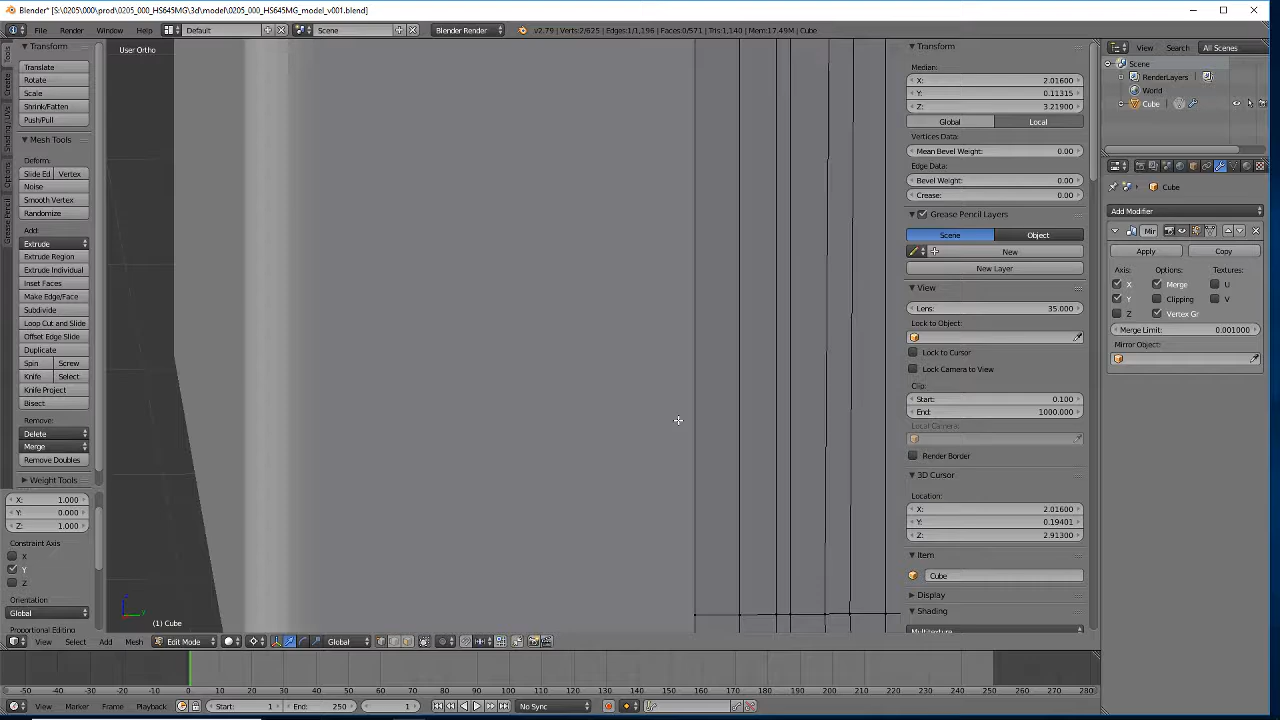 Blender* [S:\0205\000\prod\0205_000_HS645MG\3d\model\0205_000_HS645MG_model_v001.blend]
File Render Window Help Default Scene Blender Render v2.79 | Verts:2/625 | Edges:1/1,196 | Faces:0/571 | Tris:1,140 | Mem:17.49M | Cube
Tools
Create
Shading / UVs
Options
Grease Pencil
Transform
Translate
Rotate
Scale
Shrink/Fatten
Push/Pull
Mesh Tools
Deform:
Slide Ed Vertex
Noise
Smooth Vertex
Randomize
Add:
Extrude
Extrude Region
Extrude Individual
Inset Faces
Make Edge/Face
Subdivide
Loop Cut and Slide
Offset Edge Slide
Duplicate
Spin Screw
Knife Select
Knife Project
Bisect
Remove:
Delete
Merge
Remove Doubles
Weight Tools
X: 1.000
Y: 0.000
Z: 1.000
Constraint Axis
X
Y
Z
Orientation
Global
Proportional Editing
User Ortho
(1) Cube
View Select Add Mesh Edit Mode Global
Transform
Median:
X: 2.01600
Y: 0.11315
Z: 3.21900
Global Local
Vertices Data:
Mean Bevel Weight: 0.00
Edge Data:
Bevel Weight: 0.00
Crease: 0.00
Grease Pencil Layers
Scene Object
New
New Layer
View
Lens: 35.000
Lock to Object:
Lock to Cursor
Lock Camera to View
Clip:
Start: 0.100
End: 1000.000
Local Camera:
Render Border
3D Cursor
Location:
X: 2.01600
Y: 0.19401
Z: 2.91300
Item
Cube
Display
Shading
Multitexture
View Search All Scenes
Scene
RenderLayers
World
Cube
Cube
Add Modifier
Mir
Apply Copy
Axis: Options: Textures:
X Merge U
Y Clipping V
Z Vertex Gr
Merge Limit: 0.001000
Mirror Object:
-50 -40 -30 -20 -10 0 10 20 30 40 50 60 70 80 90 100 110 120 130 140 150 160 170 180 190 200 210 220 230 240 250 260 270 280
View Marker Frame Playback Start: 1 End: 250 1 No Sync